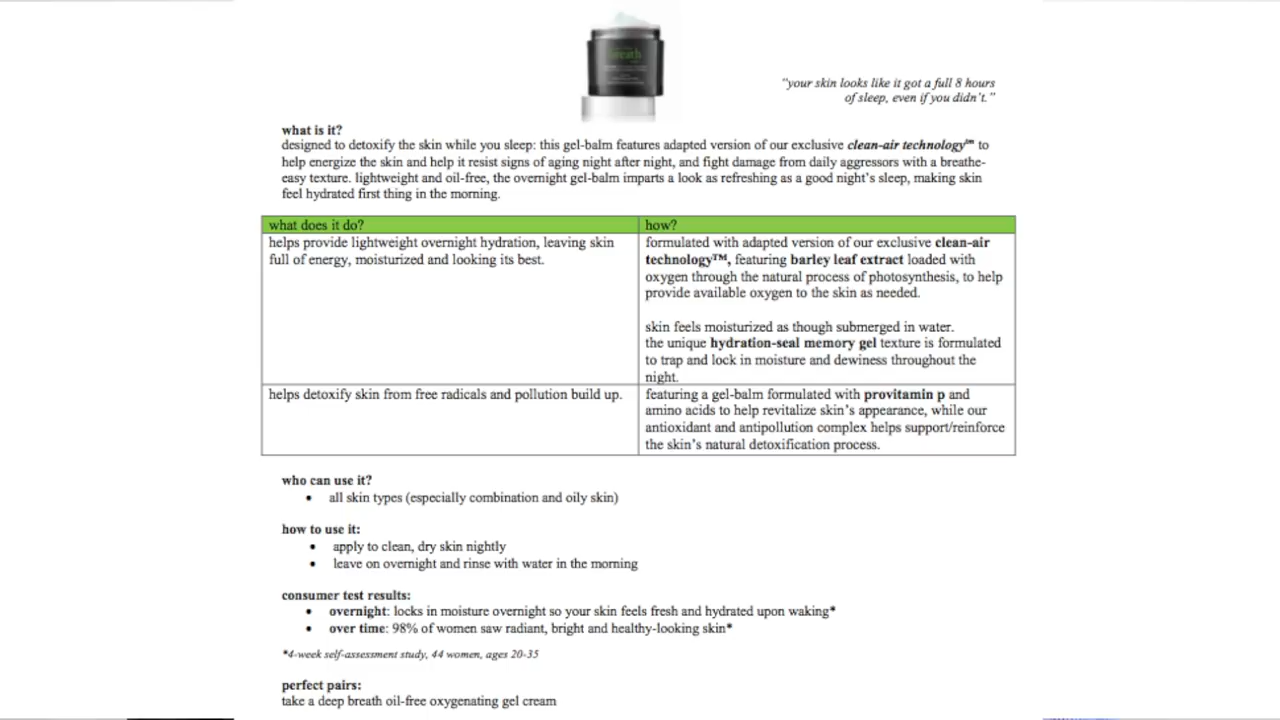 breath
"your skin looks like it got a full 8 hours
of sleep, even if you didn't."
what is it?
designed to detoxify the skin while you sleep: this gel-balm features adapted version of our exclusive clean-air technology℠ to
help energize the skin and help it resist signs of aging night after night, and fight damage from daily aggressors with a breathe-
easy texture. lightweight and oil-free, the overnight gel-balm imparts a look as refreshing as a good night's sleep, making skin
feel hydrated first thing in the morning.
what does it do?
how?
helps provide lightweight overnight hydration, leaving skin
full of energy, moisturized and looking its best.
formulated with adapted version of our exclusive clean-air
technology™, featuring barley leaf extract loaded with
oxygen through the natural process of photosynthesis, to help
provide available oxygen to the skin as needed.
skin feels moisturized as though submerged in water.
the unique hydration-seal memory gel texture is formulated
to trap and lock in moisture and dewiness throughout the
night.
helps detoxify skin from free radicals and pollution build up.
featuring a gel-balm formulated with provitamin p and
amino acids to help revitalize skin's appearance, while our
antioxidant and antipollution complex helps support/reinforce
the skin's natural detoxification process.
who can use it?
• all skin types (especially combination and oily skin)
how to use it:
• apply to clean, dry skin nightly
• leave on overnight and rinse with water in the morning
consumer test results:
• overnight: locks in moisture overnight so your skin feels fresh and hydrated upon waking*
• over time: 98% of women saw radiant, bright and healthy-looking skin*
*4-week self-assessment study, 44 women, ages 20-35
perfect pairs:
take a deep breath oil-free oxygenating gel cream